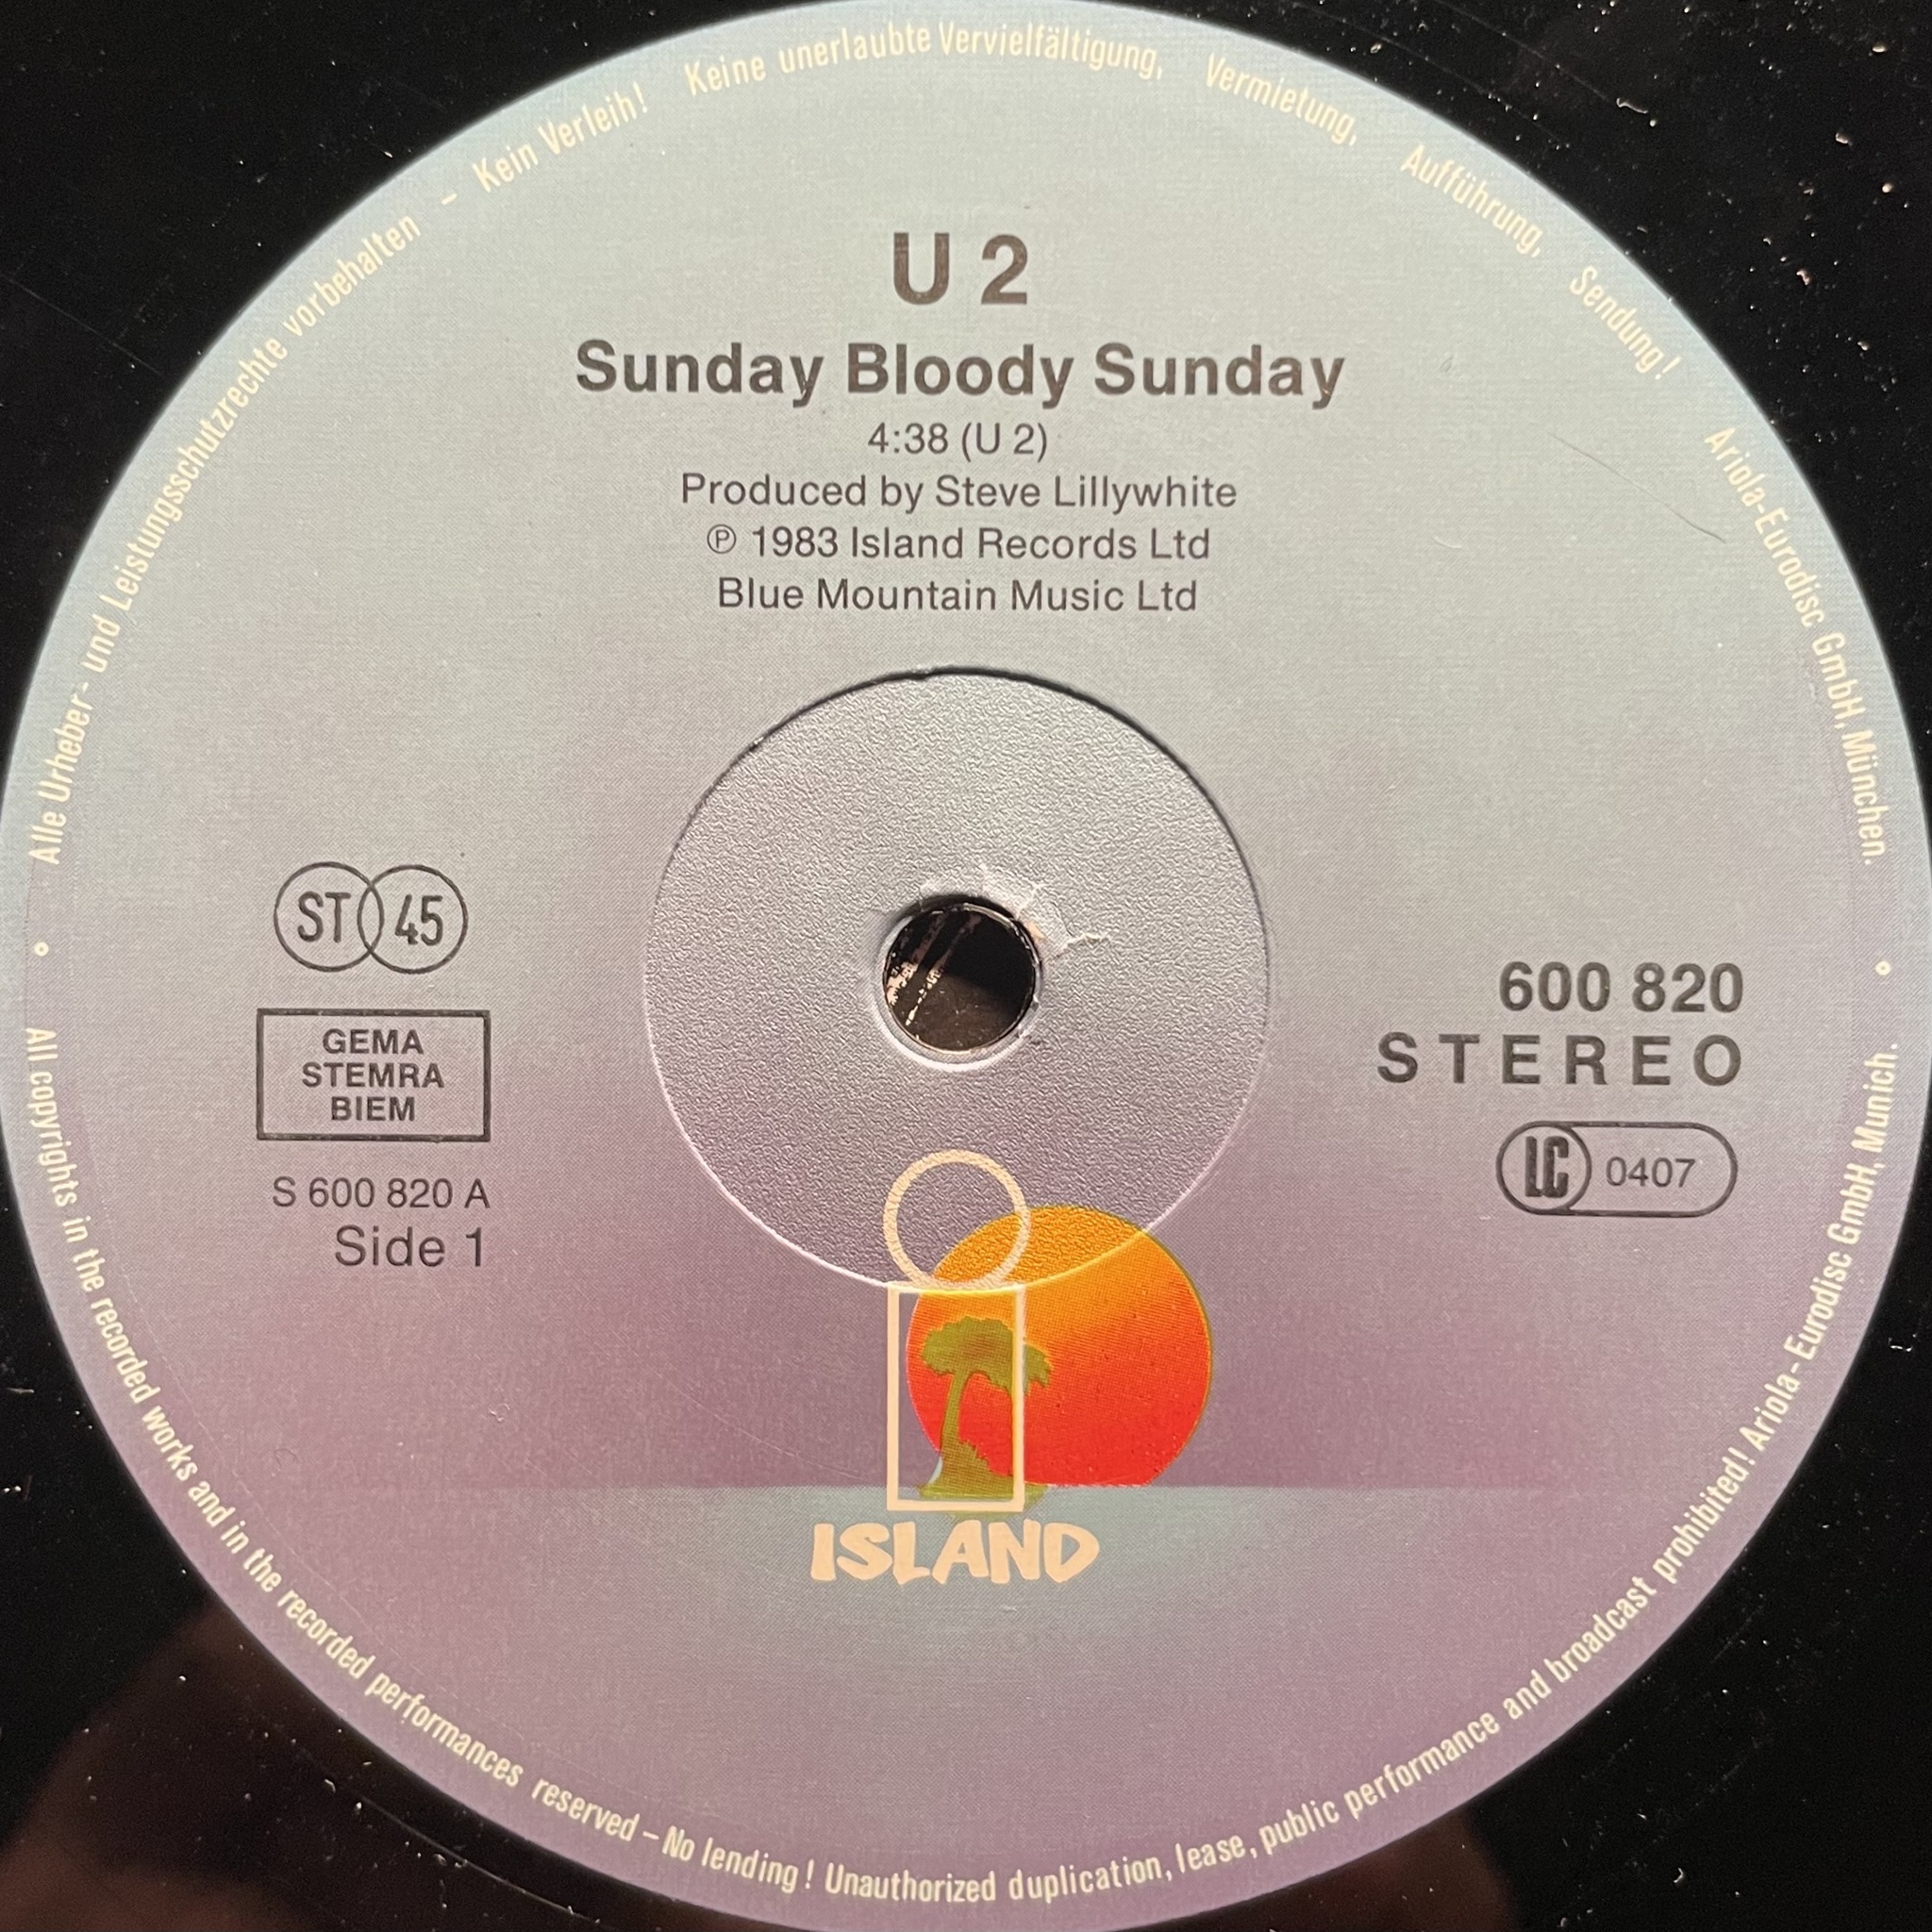 Alle Urheber- und Leistungsschutzrechte vorbehalten – Kein Verleih! Keine unerlaubte Vervielfältigung, Vermietung, Aufführung, Sendung! Ariola-Eurodisc GmbH, München.
U 2
Sunday Bloody Sunday
4:38 (U 2)
Produced by Steve Lillywhite
℗ 1983 Island Records Ltd
Blue Mountain Music Ltd
ST 45
GEMA
STEMRA
BIEM
S 600 820 A
Side 1
600 820
STEREO
LC 0407
ISLAND
All copyrights in the recorded works and in the recorded performances reserved – No lending! Unauthorized duplication, lease, public performance and broadcast prohibited! Ariola-Eurodisc GmbH, Munich.